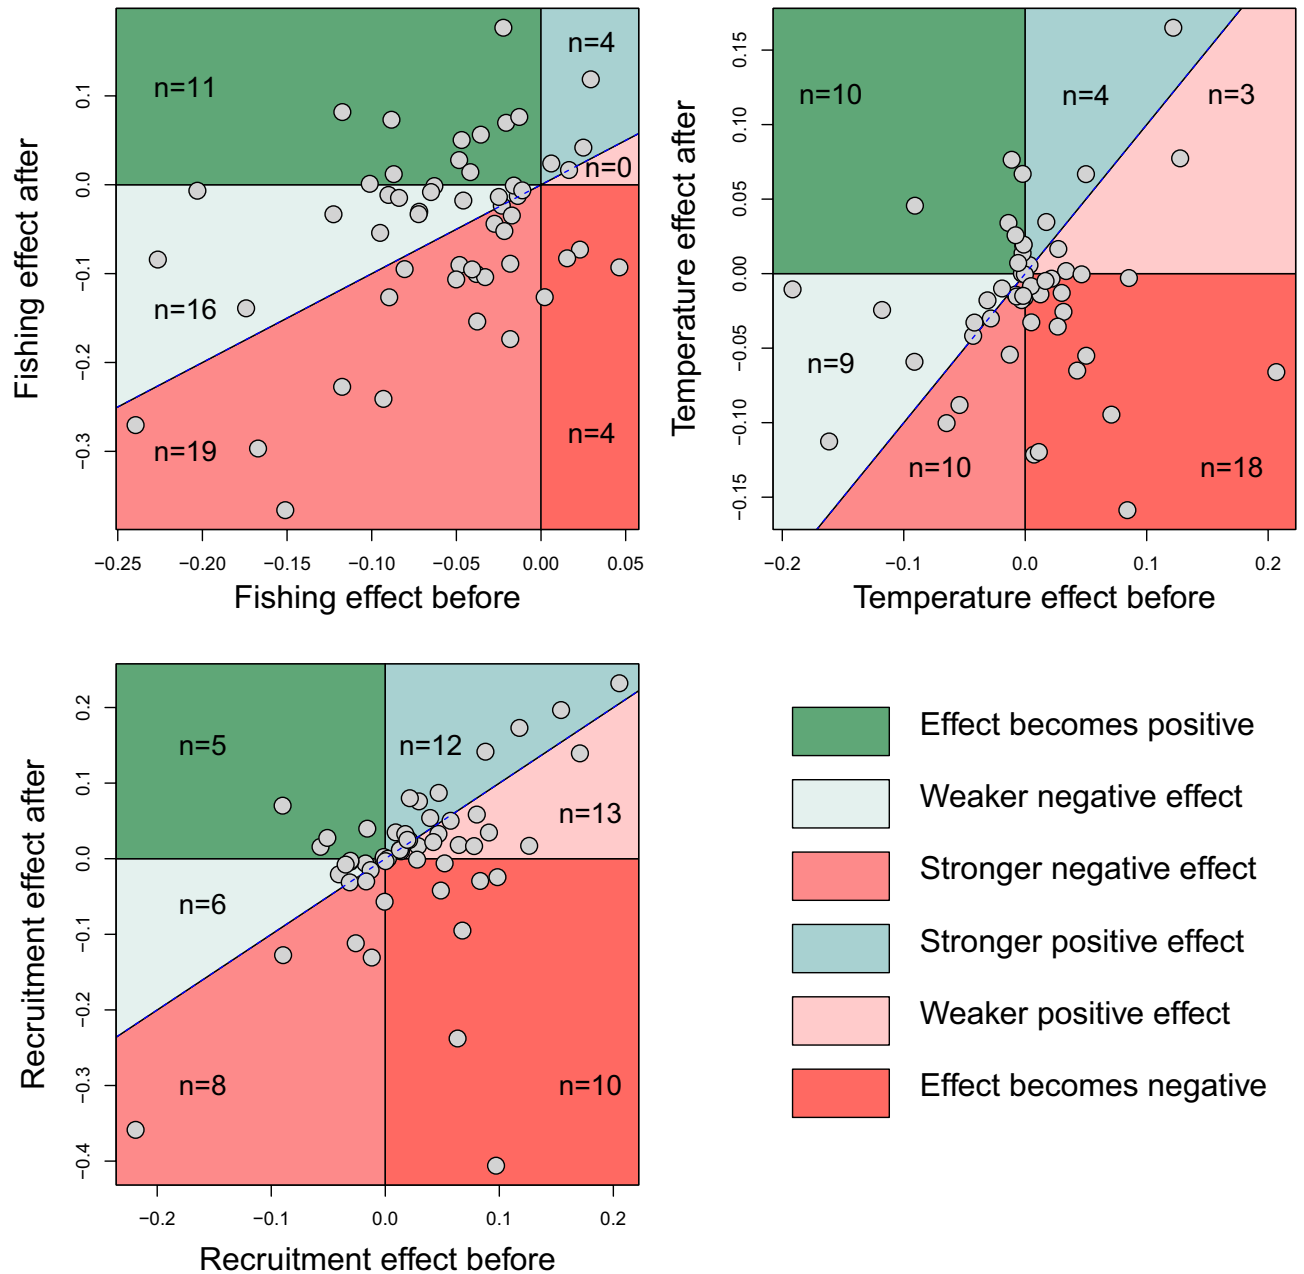 n=11
n=4
n=0
n=16
n=19
n=4
0.1
0.0
−0.1
−0.2
−0.3
−0.25
−0.20
−0.15
−0.10
−0.05
0.00
0.05
Fishing effect after
Fishing effect before
n=10
n=4
n=3
n=9
n=10
n=18
0.15
0.10
0.05
0.00
−0.05
−0.10
−0.15
−0.2
−0.1
0.0
0.1
0.2
Temperature effect after
Temperature effect before
n=5
n=12
n=13
n=6
n=8
n=10
0.2
0.1
0.0
−0.1
−0.2
−0.3
−0.4
−0.2
−0.1
0.0
0.1
0.2
Recruitment effect after
Recruitment effect before
Effect becomes positive
Weaker negative effect
Stronger negative effect
Stronger positive effect
Weaker positive effect
Effect becomes negative